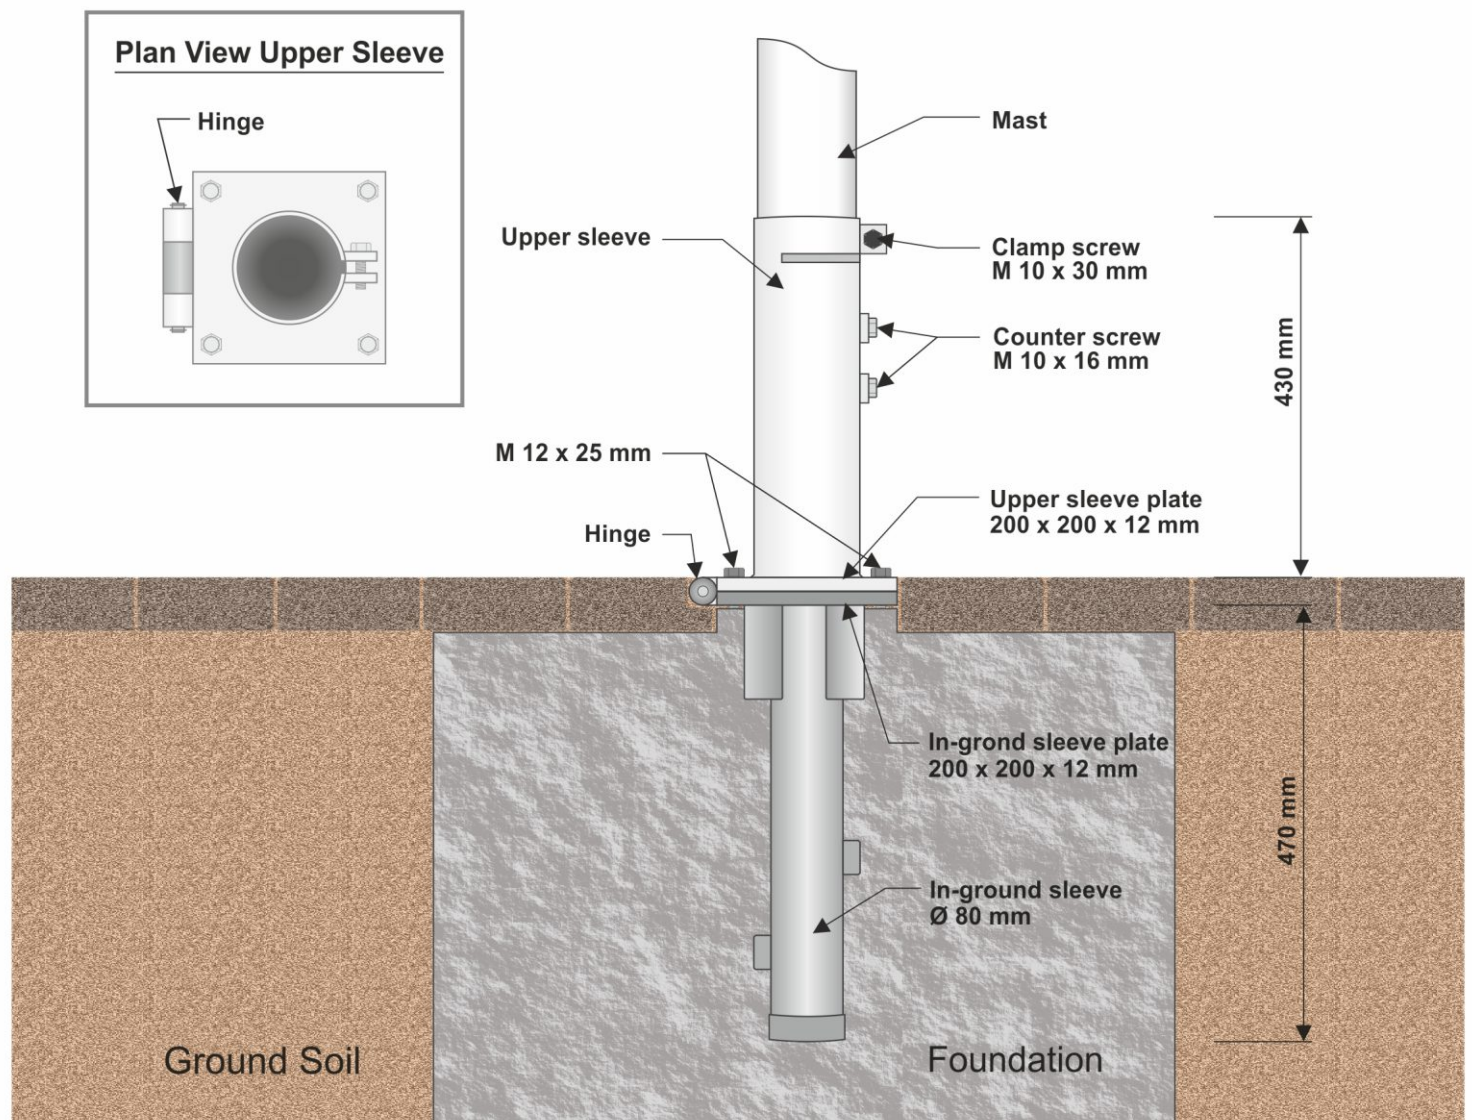 Plan View Upper Sleeve
Hinge
Mast
Upper sleeve
Clamp screw
M 10 x 30 mm
Counter screw
M 10 x 16 mm
430 mm
M 12 x 25 mm
Upper sleeve plate
200 x 200 x 12 mm
Hinge
In-grond sleeve plate
200 x 200 x 12 mm
470 mm
In-ground sleeve
Ø 80 mm
Ground Soil
Foundation